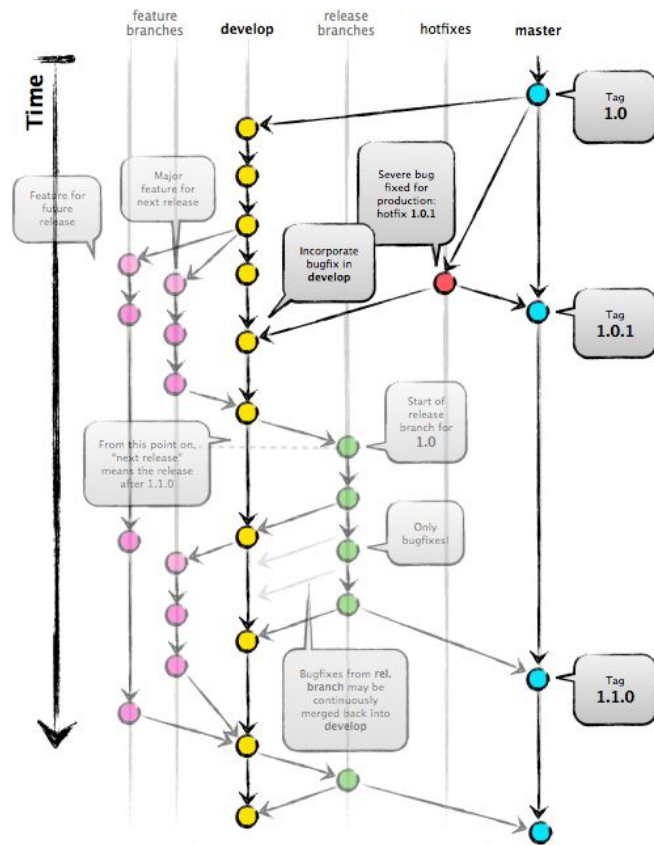 feature
branches
develop
release
branches
hotfixes
master
Time
Tag
1.0
Major
feature for
next release
Feature for
future
release
Severe bug
fixed for
production:
hotfix 1.0.1
Incorporate
bugfix in
develop
Tag
1.0.1
Start of
release
branch for
1.0
From this point on,
"next release"
means the release
after 1.1.0
Only
bugfixes!
Bugfixes from rel.
branch may be
continuously
merged back into
develop
Tag
1.1.0